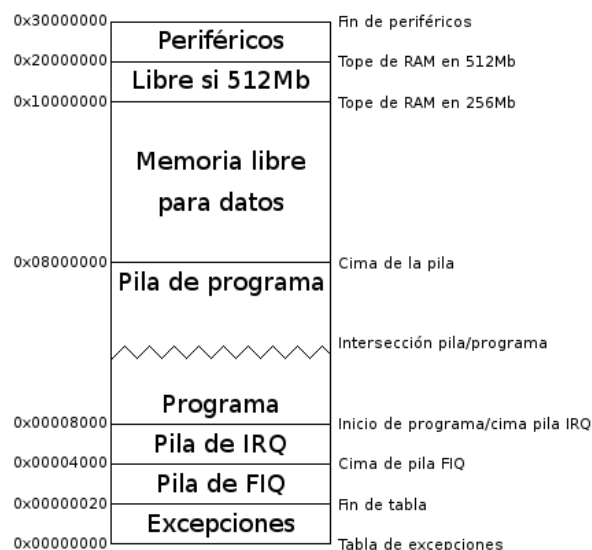 0x30000000 Fin de periféricos
Periféricos
0x20000000 Tope de RAM en 512Mb
Libre si 512Mb
0x10000000 Tope de RAM en 256Mb
Memoria libre
para datos
0x08000000 Cima de la pila
Pila de programa
Intersección pila/programa
Programa
0x00008000 Inicio de programa/cima pila IRQ
Pila de IRQ
0x00004000 Cima de pila FIQ
Pila de FIQ
0x00000020 Fin de tabla
Excepciones
0x00000000 Tabla de excepciones